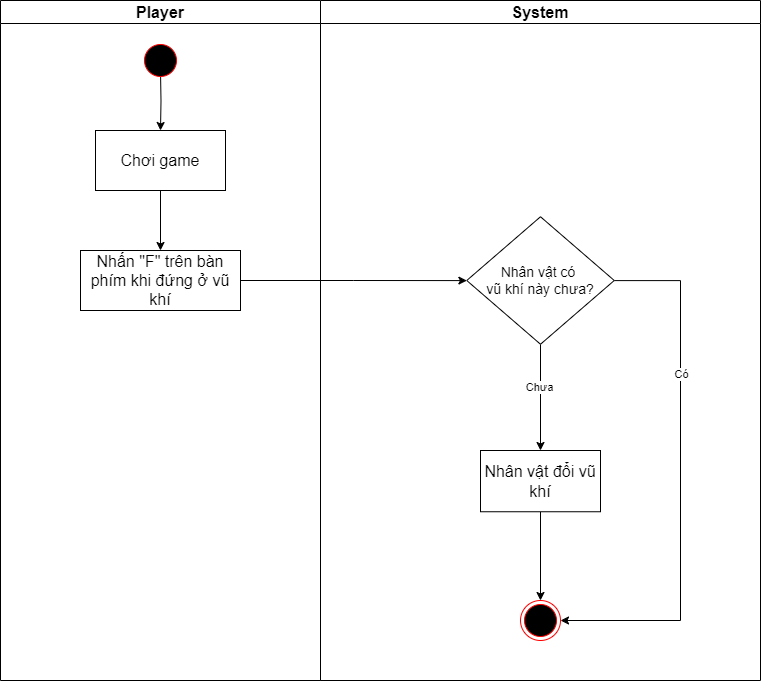 Player
System
Chơi game
Nhấn "F" trên bàn
phím khi đứng ở vũ
khí
Nhân vật có
vũ khí này chưa?
Có
Chưa
Nhân vật đổi vũ
khí